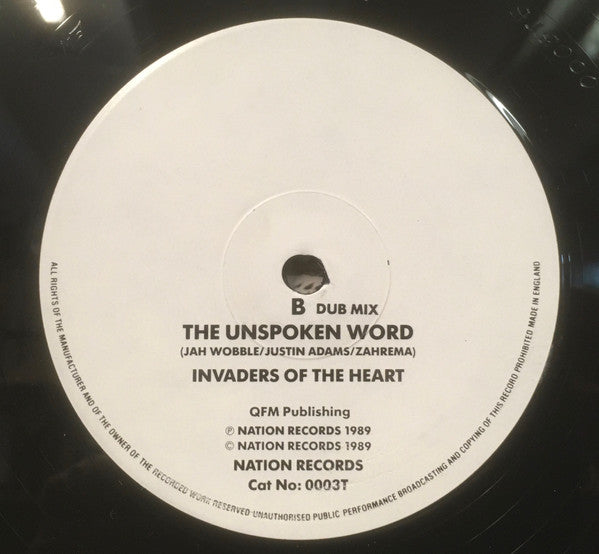 B DUB MIX
THE UNSPOKEN WORD
(JAH WOBBLE/JUSTIN ADAMS/ZAHREMA)
INVADERS OF THE HEART
QFM Publishing
℗ NATION RECORDS 1989
© NATION RECORDS 1989
NATION RECORDS
Cat No: 0003T
ALL RIGHTS OF THE MANUFACTURER AND OF THE OWNER OF THE RECORDED WORK RESERVED UNAUTHORISED PUBLIC PERFORMANCE BROADCASTING AND COPYING OF THIS RECORD PROHIBITED MADE IN ENGLAND